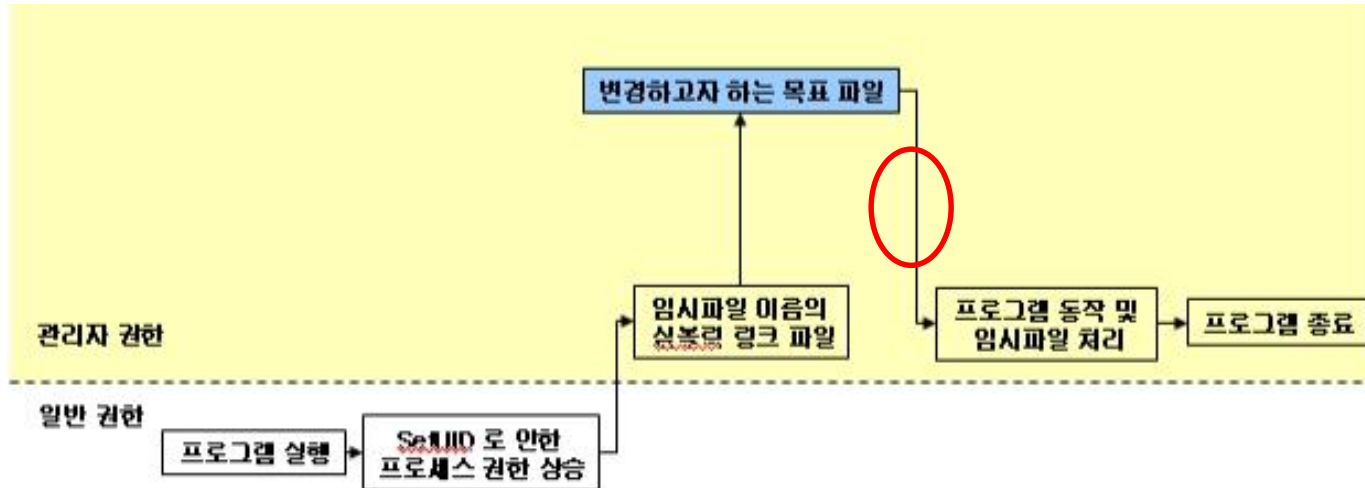 변경하고자 하는 목표 파일
임시파일 이름의
심볼릭 링크 파일
프로그램 동작 및
임시파일 처리
프로그램 종료
관리자 권한
일반 권한
프로그램 실행
SetUID 로 인한
프로세스 권한 상승